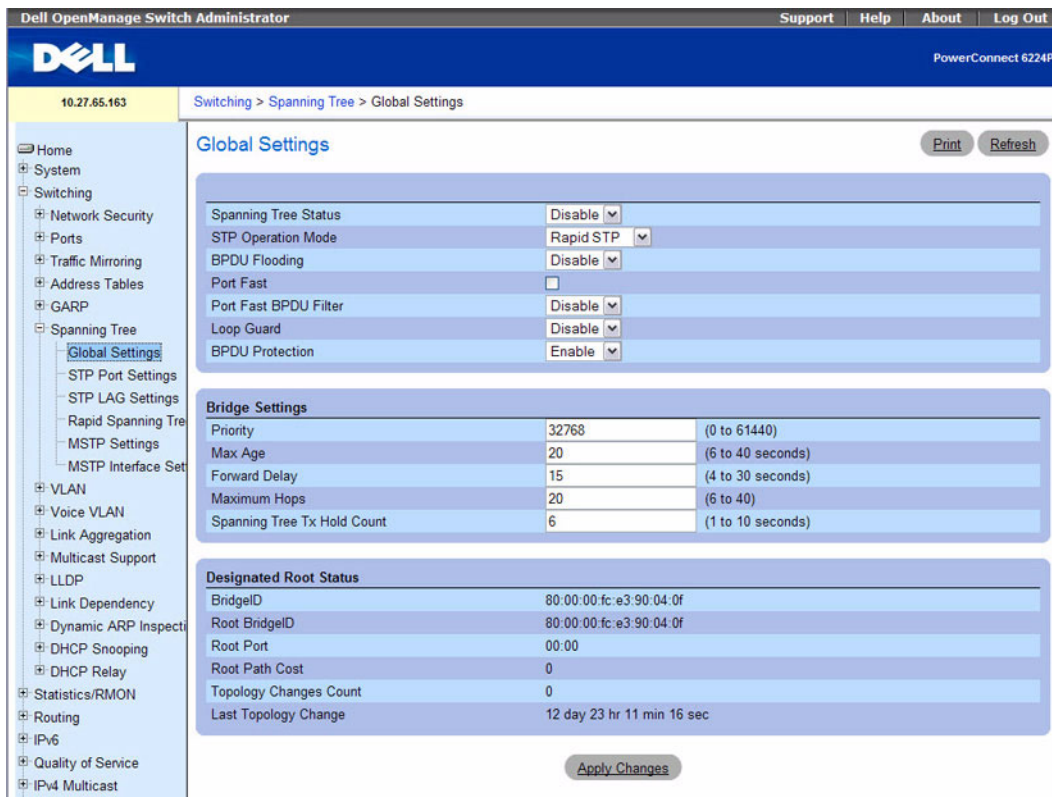 Dell OpenManage Switch Administrator Support Help About Log Out
DELL PowerConnect 6224P
10.27.65.163 Switching > Spanning Tree > Global Settings
Home
System
Switching
Network Security
Ports
Traffic Mirroring
Address Tables
GARP
Spanning Tree
Global Settings
STP Port Settings
STP LAG Settings
Rapid Spanning Tre
MSTP Settings
MSTP Interface Set
VLAN
Voice VLAN
Link Aggregation
Multicast Support
LLDP
Link Dependency
Dynamic ARP Inspecti
DHCP Snooping
DHCP Relay
Statistics/RMON
Routing
IPv6
Quality of Service
IPv4 Multicast
Global Settings Print Refresh
Spanning Tree Status Disable
STP Operation Mode Rapid STP
BPDU Flooding Disable
Port Fast
Port Fast BPDU Filter Disable
Loop Guard Disable
BPDU Protection Enable
Bridge Settings
Priority 32768 (0 to 61440)
Max Age 20 (6 to 40 seconds)
Forward Delay 15 (4 to 30 seconds)
Maximum Hops 20 (6 to 40)
Spanning Tree Tx Hold Count 6 (1 to 10 seconds)
Designated Root Status
BridgeID 80:00:00:fc:e3:90:04:0f
Root BridgeID 80:00:00:fc:e3:90:04:0f
Root Port 00:00
Root Path Cost 0
Topology Changes Count 0
Last Topology Change 12 day 23 hr 11 min 16 sec
Apply Changes